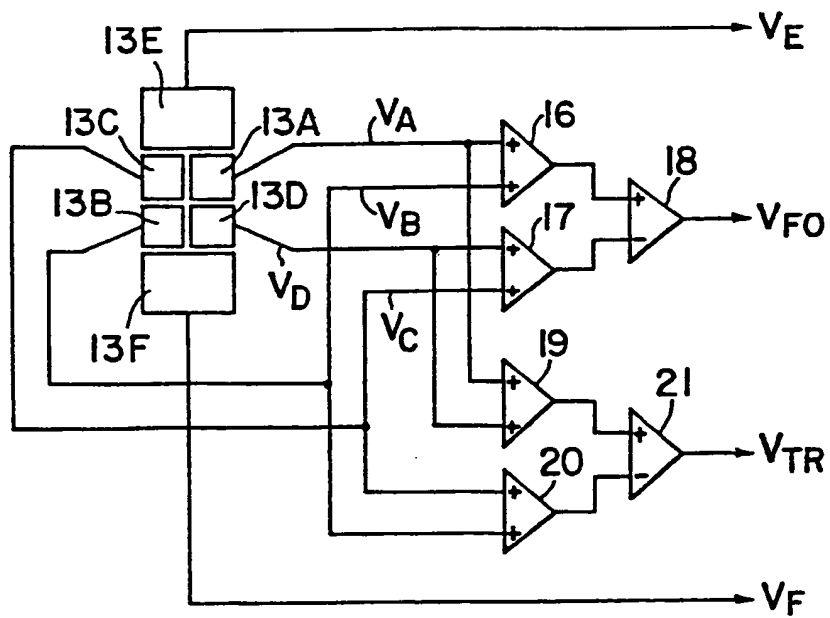 V_E
13E
13C
13A
V_A
16
18
13B
13D
V_B
17
V_FO
V_D
13F
V_C
19
21
V_TR
20
V_F
+
+
+
+
+
-
+
+
+
+
+
-